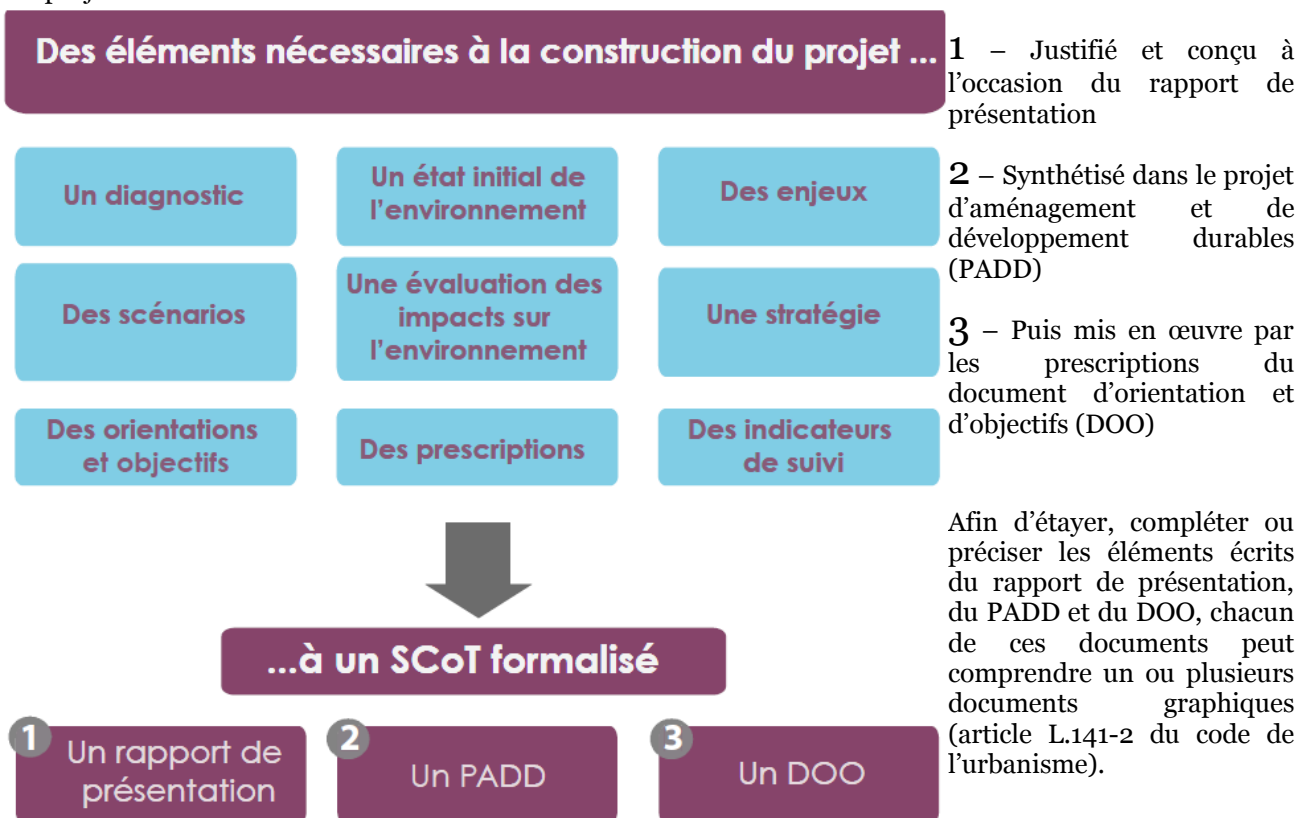 Des éléments nécessaires à la construction du projet ...
Un diagnostic
Un état initial de
l'environnement
Des enjeux
Des scénarios
Une évaluation des
impacts sur
l'environnement
Une stratégie
Des orientations
et objectifs
Des prescriptions
Des indicateurs
de suivi
...à un SCoT formalisé
1
Un rapport de
présentation
2
Un PADD
3
Un DOO
1 – Justifié et conçu à
l’occasion du rapport de
présentation
2 – Synthétisé dans le projet
d’aménagement et de
développement durables
(PADD)
3 – Puis mis en œuvre par
les prescriptions du
document d’orientation et
d’objectifs (DOO)
Afin d’étayer, compléter ou
préciser les éléments écrits
du rapport de présentation,
du PADD et du DOO, chacun
de ces documents peut
comprendre un ou plusieurs
documents graphiques
(article L.141-2 du code de
l’urbanisme).